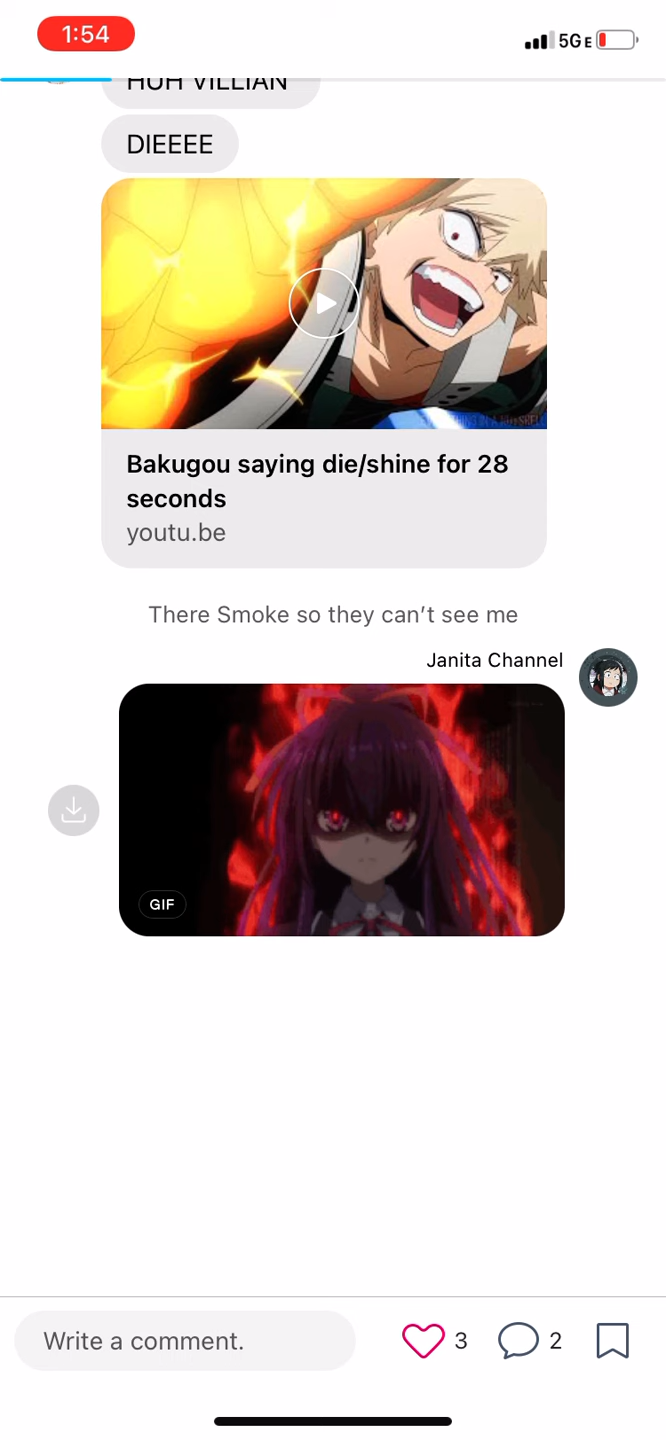 1:54
5GE
HUH VILLIAN
DIEEEE
Bakugou saying die/shine for 28
seconds
youtu.be
There Smoke so they can’t see me
Janita Channel
GIF
Write a comment.
3
2